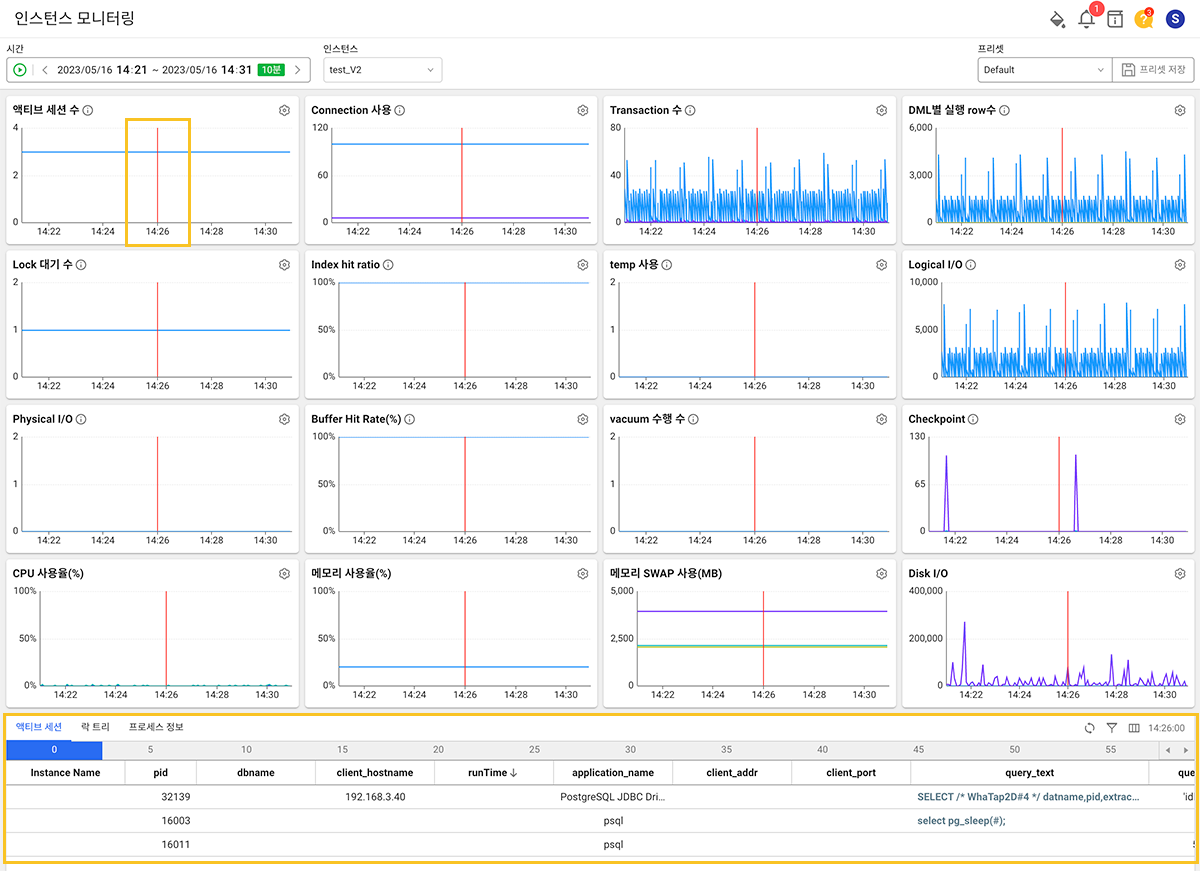 인스턴스 모니터링
1
3
S
시간
인스턴스
프리셋
2023/05/16 14:21 ~ 2023/05/16 14:31 10분
test_V2
Default
프리셋 저장
액티브 세션 수
4
2
0
14:22 14:24 14:26 14:28 14:30
Connection 사용
120
60
0
14:22 14:24 14:26 14:28 14:30
Transaction 수
80
40
0
14:22 14:24 14:26 14:28 14:30
DML별 실행 row수
6,000
3,000
0
14:22 14:24 14:26 14:28 14:30
Lock 대기 수
2
1
0
14:22 14:24 14:26 14:28 14:30
Index hit ratio
100%
50%
0%
14:22 14:24 14:26 14:28 14:30
temp 사용
2
1
0
14:22 14:24 14:26 14:28 14:30
Logical I/O
10,000
5,000
0
14:22 14:24 14:26 14:28 14:30
Physical I/O
2
1
0
14:22 14:24 14:26 14:28 14:30
Buffer Hit Rate(%)
100%
50%
0%
14:22 14:24 14:26 14:28 14:30
vacuum 수행 수
2
1
0
14:22 14:24 14:26 14:28 14:30
Checkpoint
130
65
0
14:22 14:24 14:26 14:28 14:30
CPU 사용율(%)
100%
50%
0%
14:22 14:24 14:26 14:28 14:30
메모리 사용율(%)
100%
50%
0%
14:22 14:24 14:26 14:28 14:30
메모리 SWAP 사용(MB)
5,000
2,500
0
14:22 14:24 14:26 14:28 14:30
Disk I/O
400,000
200,000
0
14:22 14:24 14:26 14:28 14:30
액티브 세션 락 트리 프로세스 정보 14:26:00
0 5 10 15 20 25 30 35 40 45 50 55
Instance Name pid dbname client_hostname runTime application_name client_addr client_port query_text que
32139 192.168.3.40 PostgreSQL JDBC Dri... SELECT /* WhaTap2D#4 */ datname,pid,extrac... 'id
16003 psql select pg_sleep(#);
16011 psql